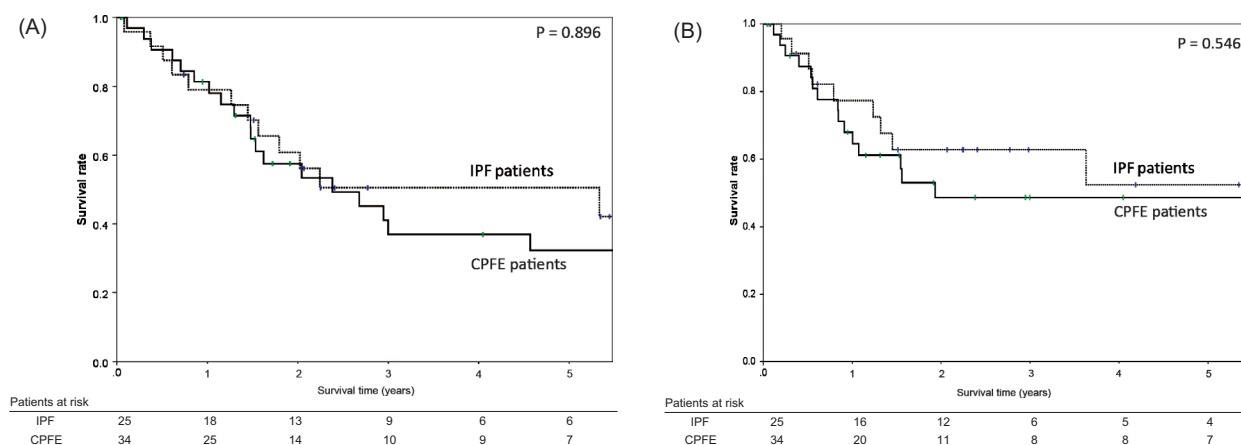 (A)
P = 0.896
1.0
0.8
0.6
0.4
0.2
0.0
Survival rate
IPF patients
CPFE patients
.0 1 2 3 4 5
Survival time (years)
Patients at risk
IPF 25 18 13 9 6 6
CPFE 34 25 14 10 9 7
(B)
P = 0.546
1.0
0.8
0.6
0.4
0.2
0.0
Survival rate
IPF patients
CPFE patients
.0 1 2 3 4 5
Survival time (years)
Patients at risk
IPF 25 16 12 6 5 4
CPFE 34 20 11 8 8 7